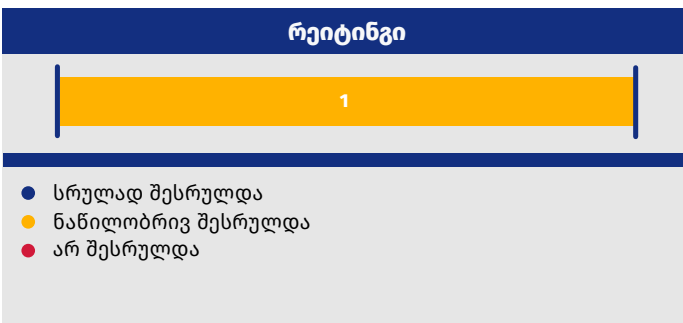 რეიტინგი
1
სრულად შესრულდა
ნაწილობრივ შესრულდა
არ შესრულდა